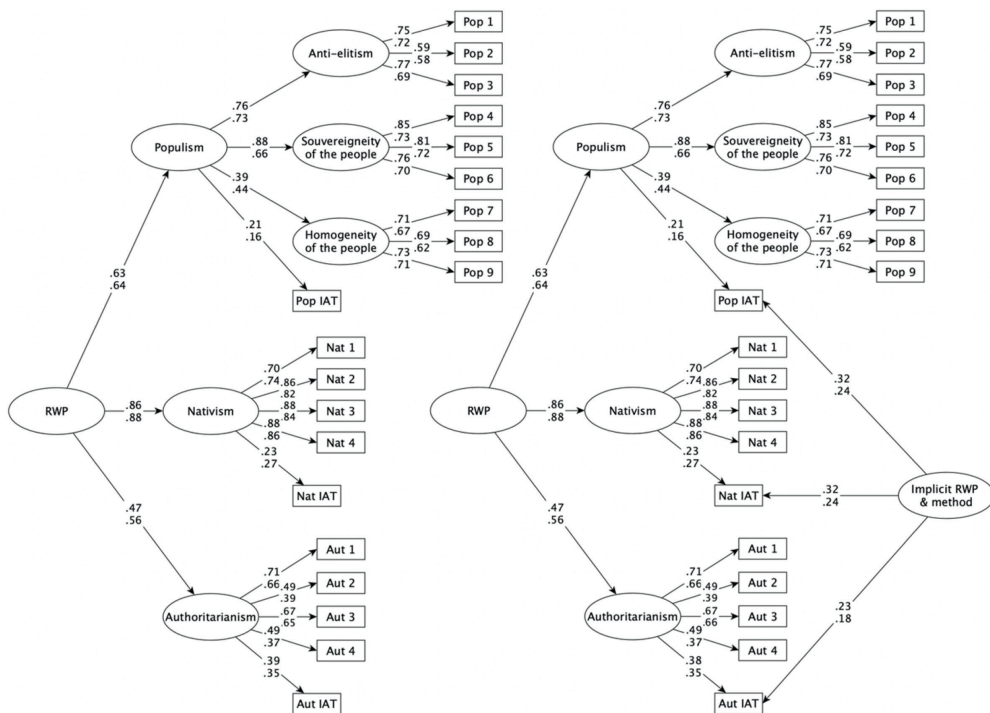 .75
.72
Pop 1
Anti-elitism
.59
.58
Pop 2
.77
.69
Pop 3
.76
.73
Populism
.88
.66
Souvereigneity
of the people
.85
.73
Pop 4
.81
.72
Pop 5
.76
.70
Pop 6
.39
.44
Homogeneity
of the people
.71
.67
Pop 7
.69
.62
Pop 8
.73
.71
Pop 9
.21
.16
Pop IAT
.63
.64
RWP
.86
.88
Nativism
.70
.74
Nat 1
.86
.82
Nat 2
.88
.84
Nat 3
.88
.86
Nat 4
.23
.27
Nat IAT
.47
.56
Authoritarianism
.71
.66
Aut 1
.49
.39
Aut 2
.67
.65
Aut 3
.49
.37
Aut 4
.39
.35
Aut IAT
.75
.72
Pop 1
Anti-elitism
.59
.58
Pop 2
.77
.69
Pop 3
.76
.73
Populism
.88
.66
Souvereigneity
of the people
.85
.73
Pop 4
.81
.72
Pop 5
.76
.70
Pop 6
.39
.44
Homogeneity
of the people
.71
.67
Pop 7
.69
.62
Pop 8
.73
.71
Pop 9
.21
.16
Pop IAT
.63
.64
RWP
.86
.88
Nativism
.70
.74
Nat 1
.86
.82
Nat 2
.88
.84
Nat 3
.88
.86
Nat 4
.23
.27
Nat IAT
.47
.56
Authoritarianism
.71
.66
Aut 1
.49
.39
Aut 2
.67
.66
Aut 3
.49
.37
Aut 4
.38
.35
Aut IAT
.32
.24
.32
.24
Implicit RWP
& method
.23
.18